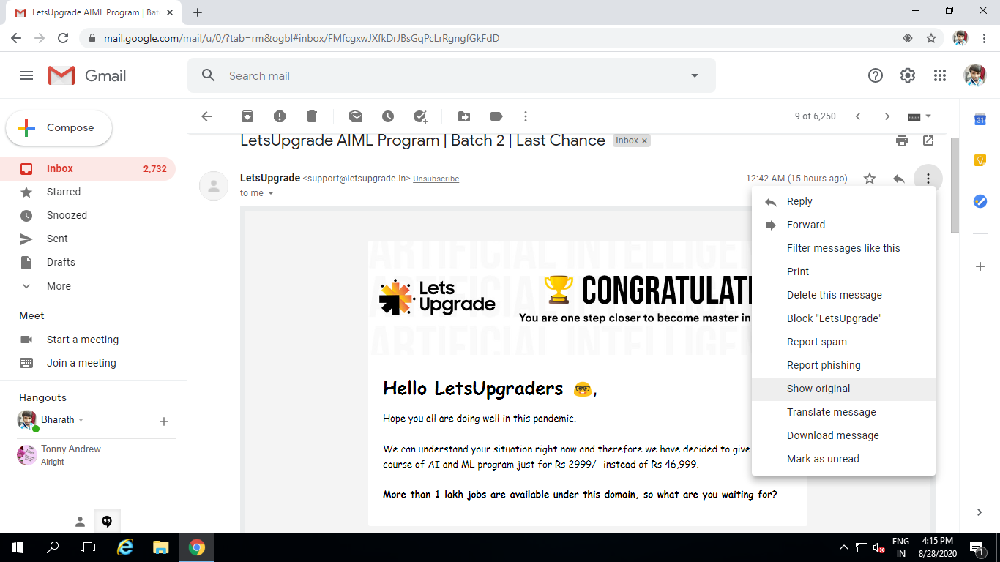 LetsUpgrade AIML Program | Bat
mail.google.com/mail/u/0/?tab=rm&ogbl#inbox/FMfcgxwJXfkDrJBsGqPcLrRgngfGkFdD
Gmail
Search mail
Compose
9 of 6,250
LetsUpgrade AIML Program | Batch 2 | Last Chance Inbox ×
Inbox 2,732
LetsUpgrade <support@letsupgrade.in> Unsubscribe 12:42 AM (15 hours ago)
to me
Starred
Snoozed
Sent
Drafts
More
Meet
Start a meeting
Join a meeting
Hangouts
Bharath
Tonny Andrew
Alright
Reply
Forward
Filter messages like this
Print
Delete this message
Block "LetsUpgrade"
Report spam
Report phishing
Show original
Translate message
Download message
Mark as unread
ARTIFICIAL INTELLIGE
ARTIFICIAL INTELLIGE
Lets
Upgrade
CONGRATULATI
You are one step closer to become master in
Hello LetsUpgraders ,
Hope you all are doing well in this pandemic.
We can understand your situation right now and therefore we have decided to give
course of AI and ML program just for Rs 2999/- instead of Rs 46,999.
More than 1 lakh jobs are available under this domain, so what are you waiting for?
31
ENG
IN
4:15 PM
8/28/2020
1